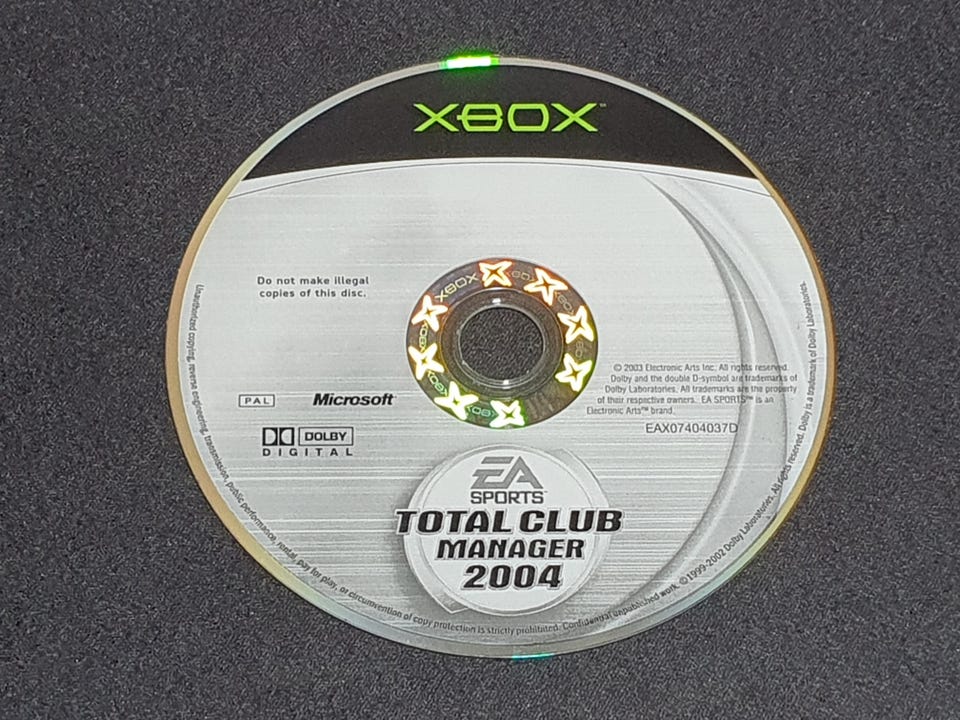 XBOX™
Do not make illegal
copies of this disc.
XBOX
PAL
Microsoft
DOLBY
DIGITAL
© 2003 Electronic Arts Inc. All rights reserved.
Dolby and the double D-symbol are trademarks of
Dolby Laboratories. All trademarks are the property
of their respective owners. EA SPORTS™ is an
Electronic Arts™ brand.
EAX07404037D
EA
SPORTS™
TOTAL CLUB
MANAGER
2004
Unauthorized copying, reverse engineering, transmission, public performance, rental, pay for play, or circumvention of copy protection is strictly prohibited. Confidential unpublished work. ©1999-2002 Dolby Laboratories. All rights reserved. Dolby is a trademark of Dolby Laboratories.